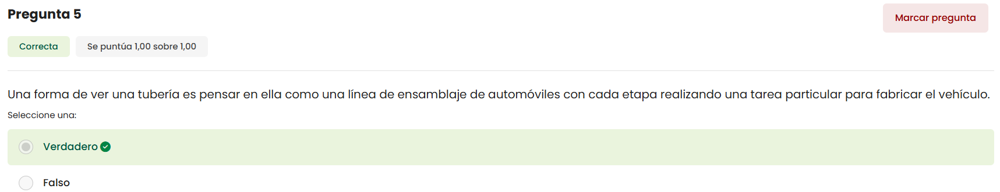 Pregunta 5
Marcar pregunta
Correcta
Se puntúa 1,00 sobre 1,00
Una forma de ver una tubería es pensar en ella como una línea de ensamblaje de automóviles con cada etapa realizando una tarea particular para fabricar el vehículo.
Seleccione una:
Verdadero
Falso